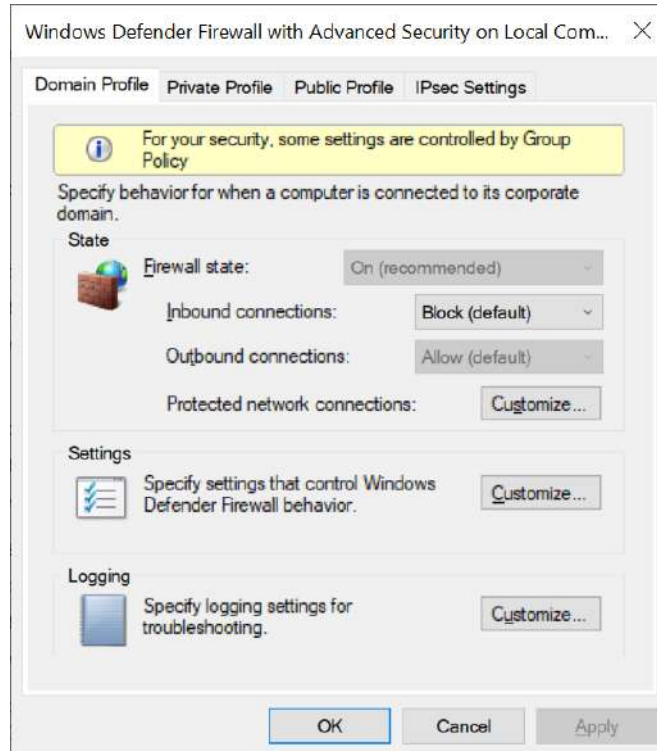 Windows Defender Firewall with Advanced Security on Local Com...
Domain Profile Private Profile Public Profile IPsec Settings
For your security, some settings are controlled by Group
Policy
Specify behavior for when a computer is connected to its corporate
domain.
State
Firewall state: On (recommended)
Inbound connections: Block (default)
Outbound connections: Allow (default)
Protected network connections: Customize...
Settings
Specify settings that control Windows
Defender Firewall behavior.
Customize...
Logging
Specify logging settings for
troubleshooting.
Customize...
OK Cancel Apply